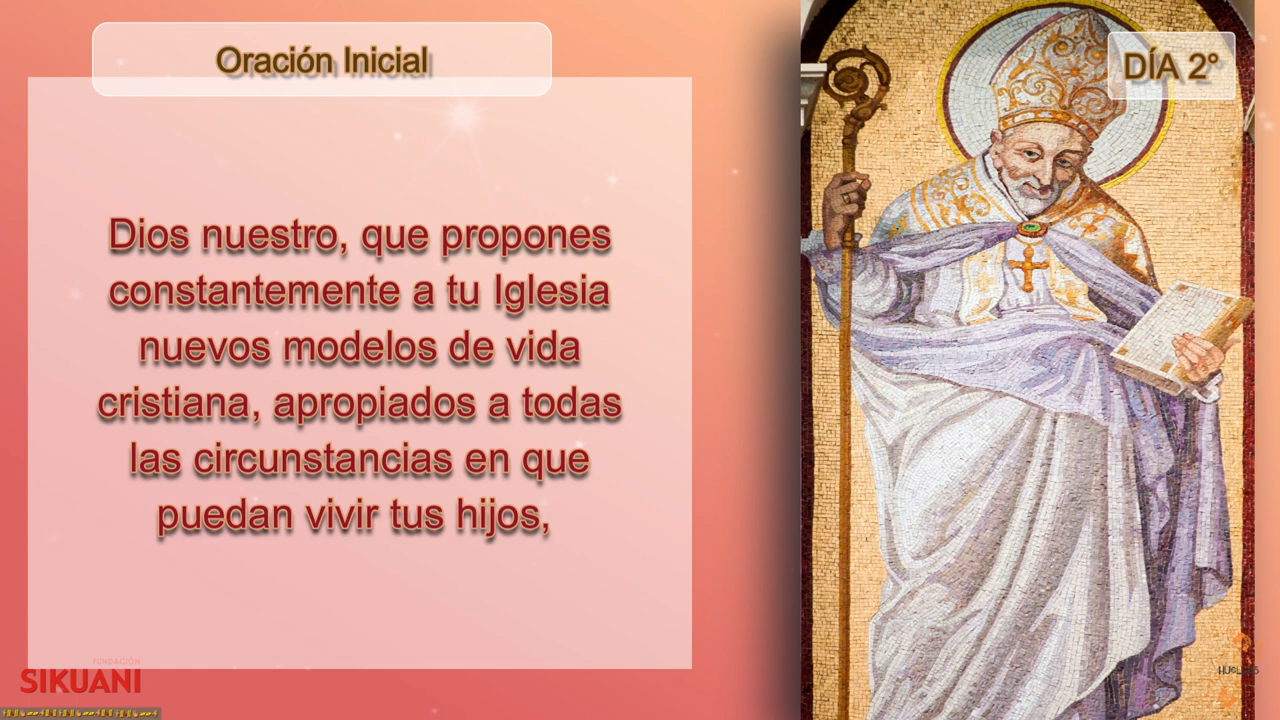 Oración Inicial
DÍA 2°
Dios nuestro, que propones
constantemente a tu Iglesia
nuevos modelos de vida
cristiana, apropiados a todas
las circunstancias en que
puedan vivir tus hijos,
FUNDACIÓN
SIKUANI